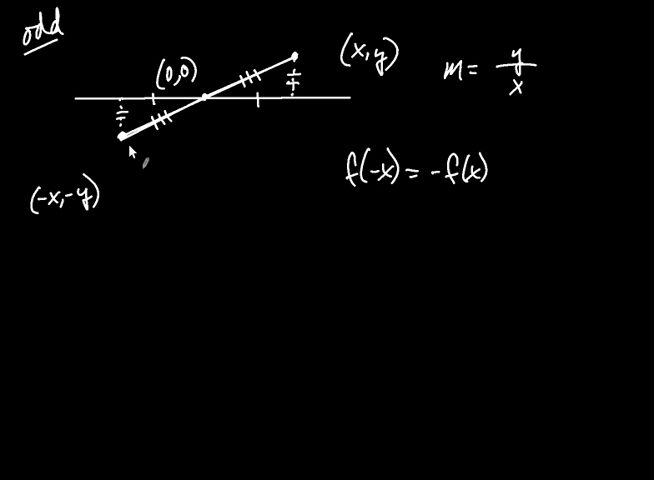 odd
(0,0)
(x,y)
m = y/x
f(-x) = -f(x)
(-x,-y)